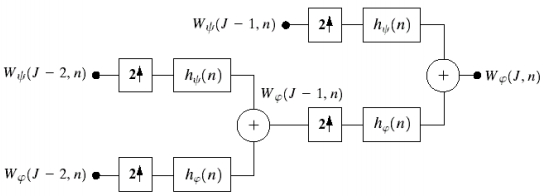 W_ψ(J − 1, n)
2↑
h_ψ(n)
W_ψ(J − 2, n)
2↑
h_ψ(n)
+
W_φ(J, n)
W_φ(J − 1, n)
+
2↑
h_φ(n)
W_φ(J − 2, n)
2↑
h_φ(n)